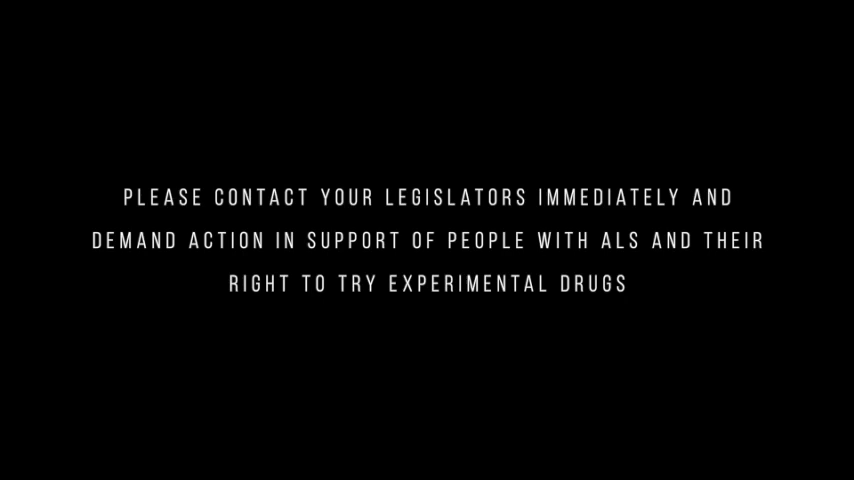 PLEASE CONTACT YOUR LEGISLATORS IMMEDIATELY AND
DEMAND ACTION IN SUPPORT OF PEOPLE WITH ALS AND THEIR
RIGHT TO TRY EXPERIMENTAL DRUGS